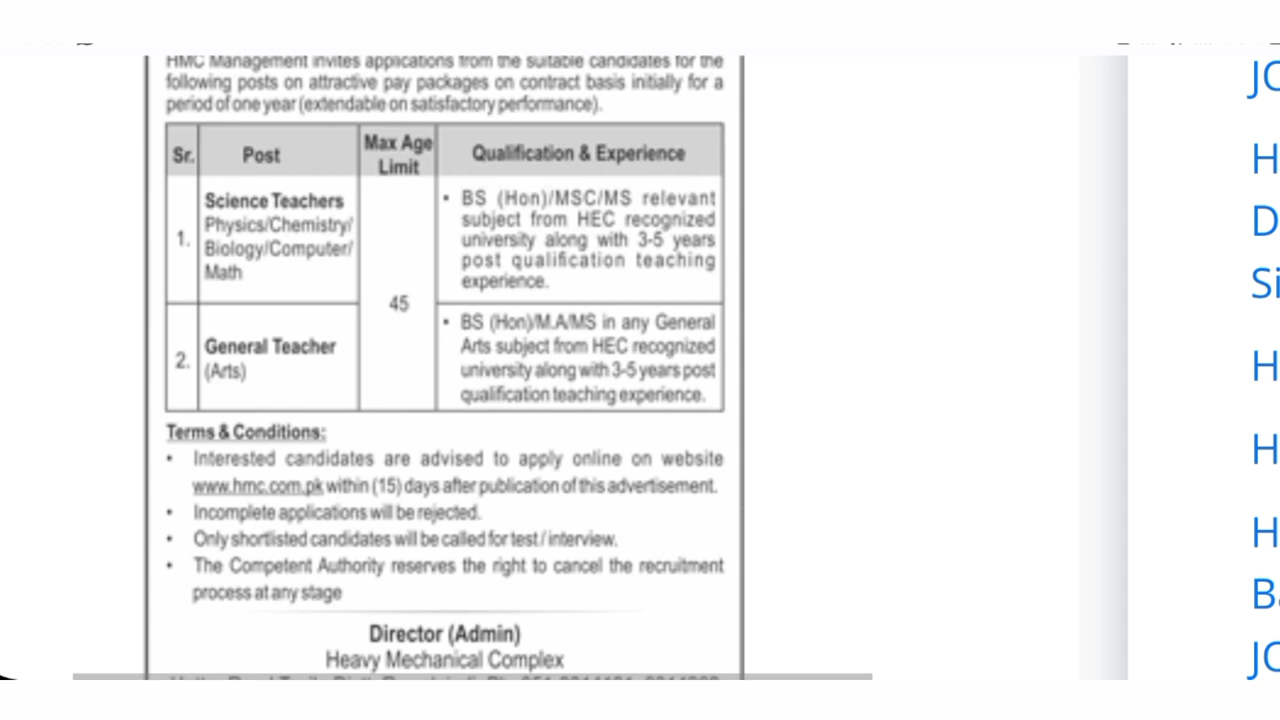 HMC Management invites applications from the suitable candidates for the
following posts on attractive pay packages on contract basis initially for a
period of one year (extendable on satisfactory performance).
Sr. Post Max Age Limit Qualification & Experience
1. Science Teachers
Physics/Chemistry/
Biology/Computer/
Math
45
• BS (Hon)/MSC/MS relevant
subject from HEC recognized
university along with 3-5 years
post qualification teaching
experience.
2. General Teacher
(Arts)
• BS (Hon)/M.A/MS in any General
Arts subject from HEC recognized
university along with 3-5 years post
qualification teaching experience.
Terms & Conditions:
• Interested candidates are advised to apply online on website
www.hmc.com.pk within (15) days after publication of this advertisement.
• Incomplete applications will be rejected.
• Only shortlisted candidates will be called for test / interview.
• The Competent Authority reserves the right to cancel the recruitment
process at any stage
Director (Admin)
Heavy Mechanical Complex
JO
H
D
Si
H
H
H
Ba
JO